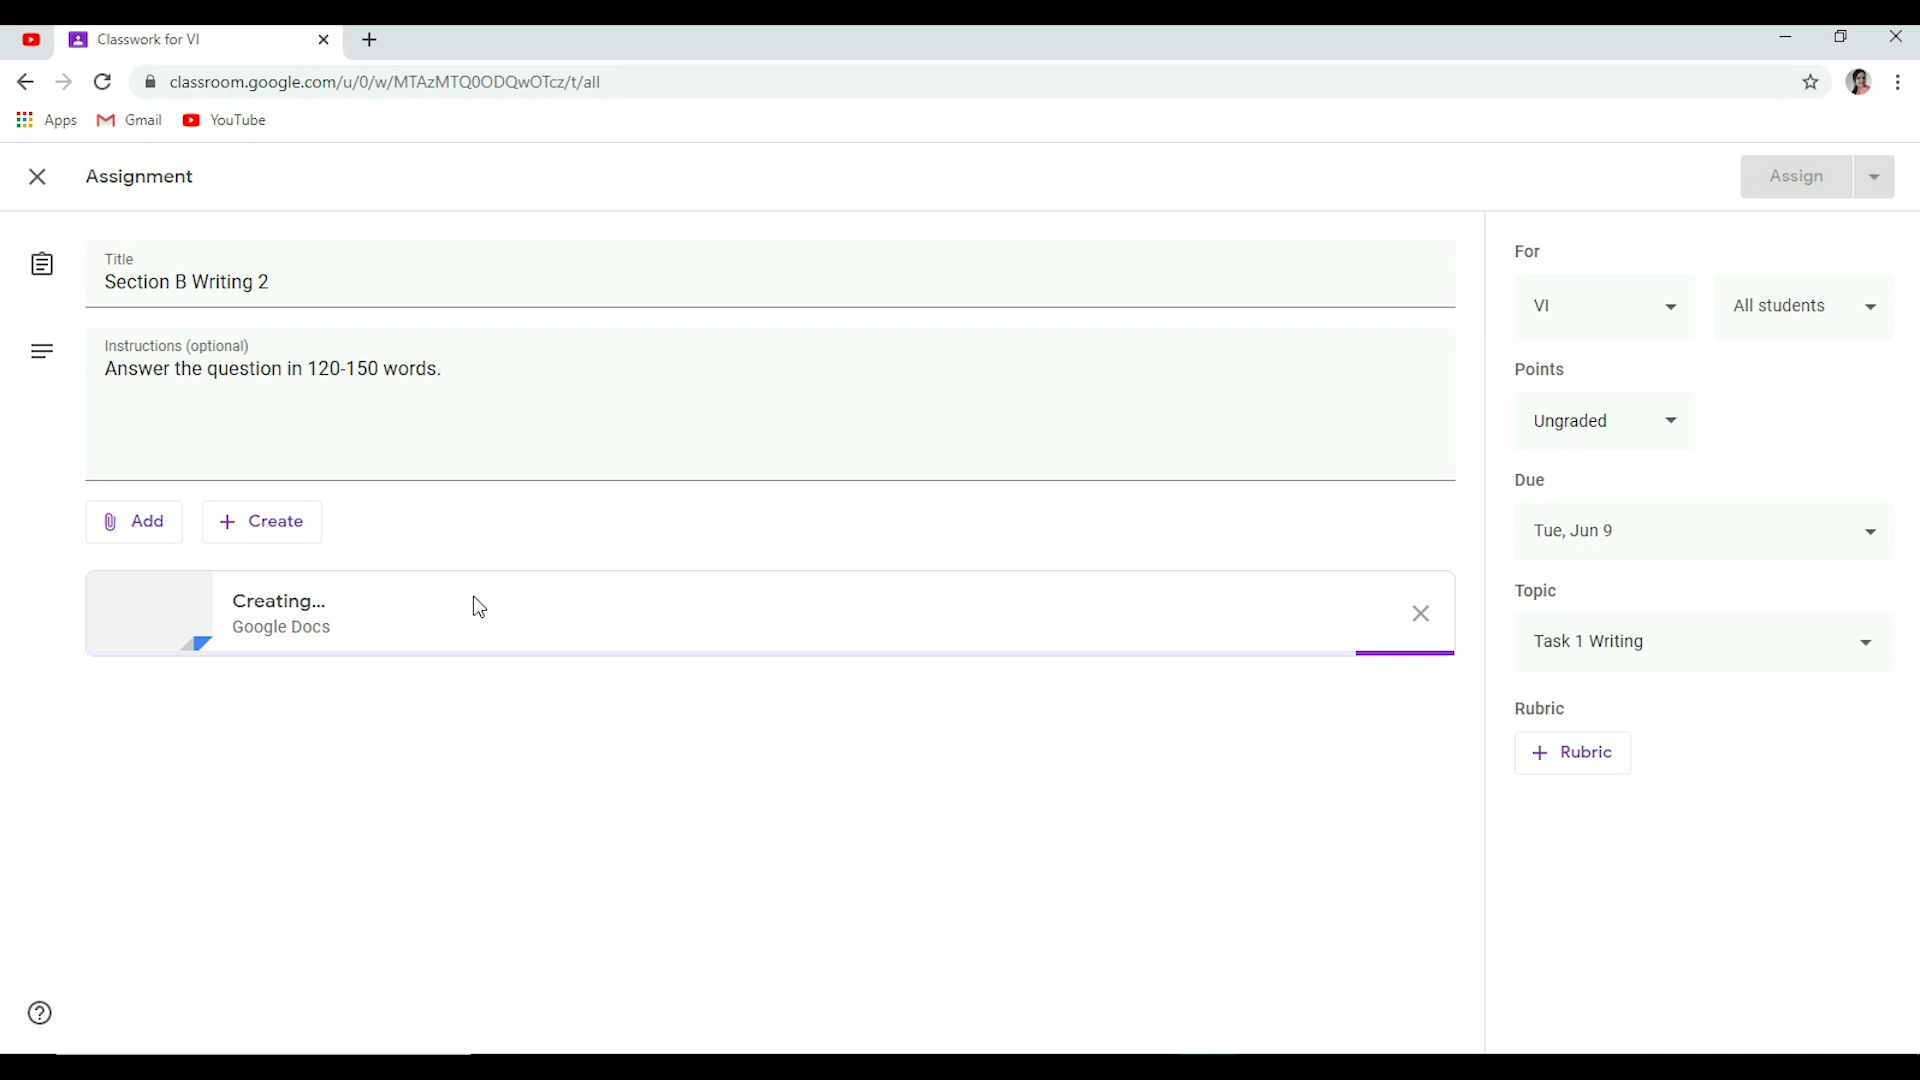 Classwork for VI
classroom.google.com/u/0/w/MTAzMTQ0ODQwOTcz/t/all
Apps
Gmail
YouTube
Assignment
Assign
Title
Section B Writing 2
Instructions (optional)
Answer the question in 120-150 words.
Add
Create
Creating...
Google Docs
For
VI
All students
Points
Ungraded
Due
Tue, Jun 9
Topic
Task 1 Writing
Rubric
Rubric